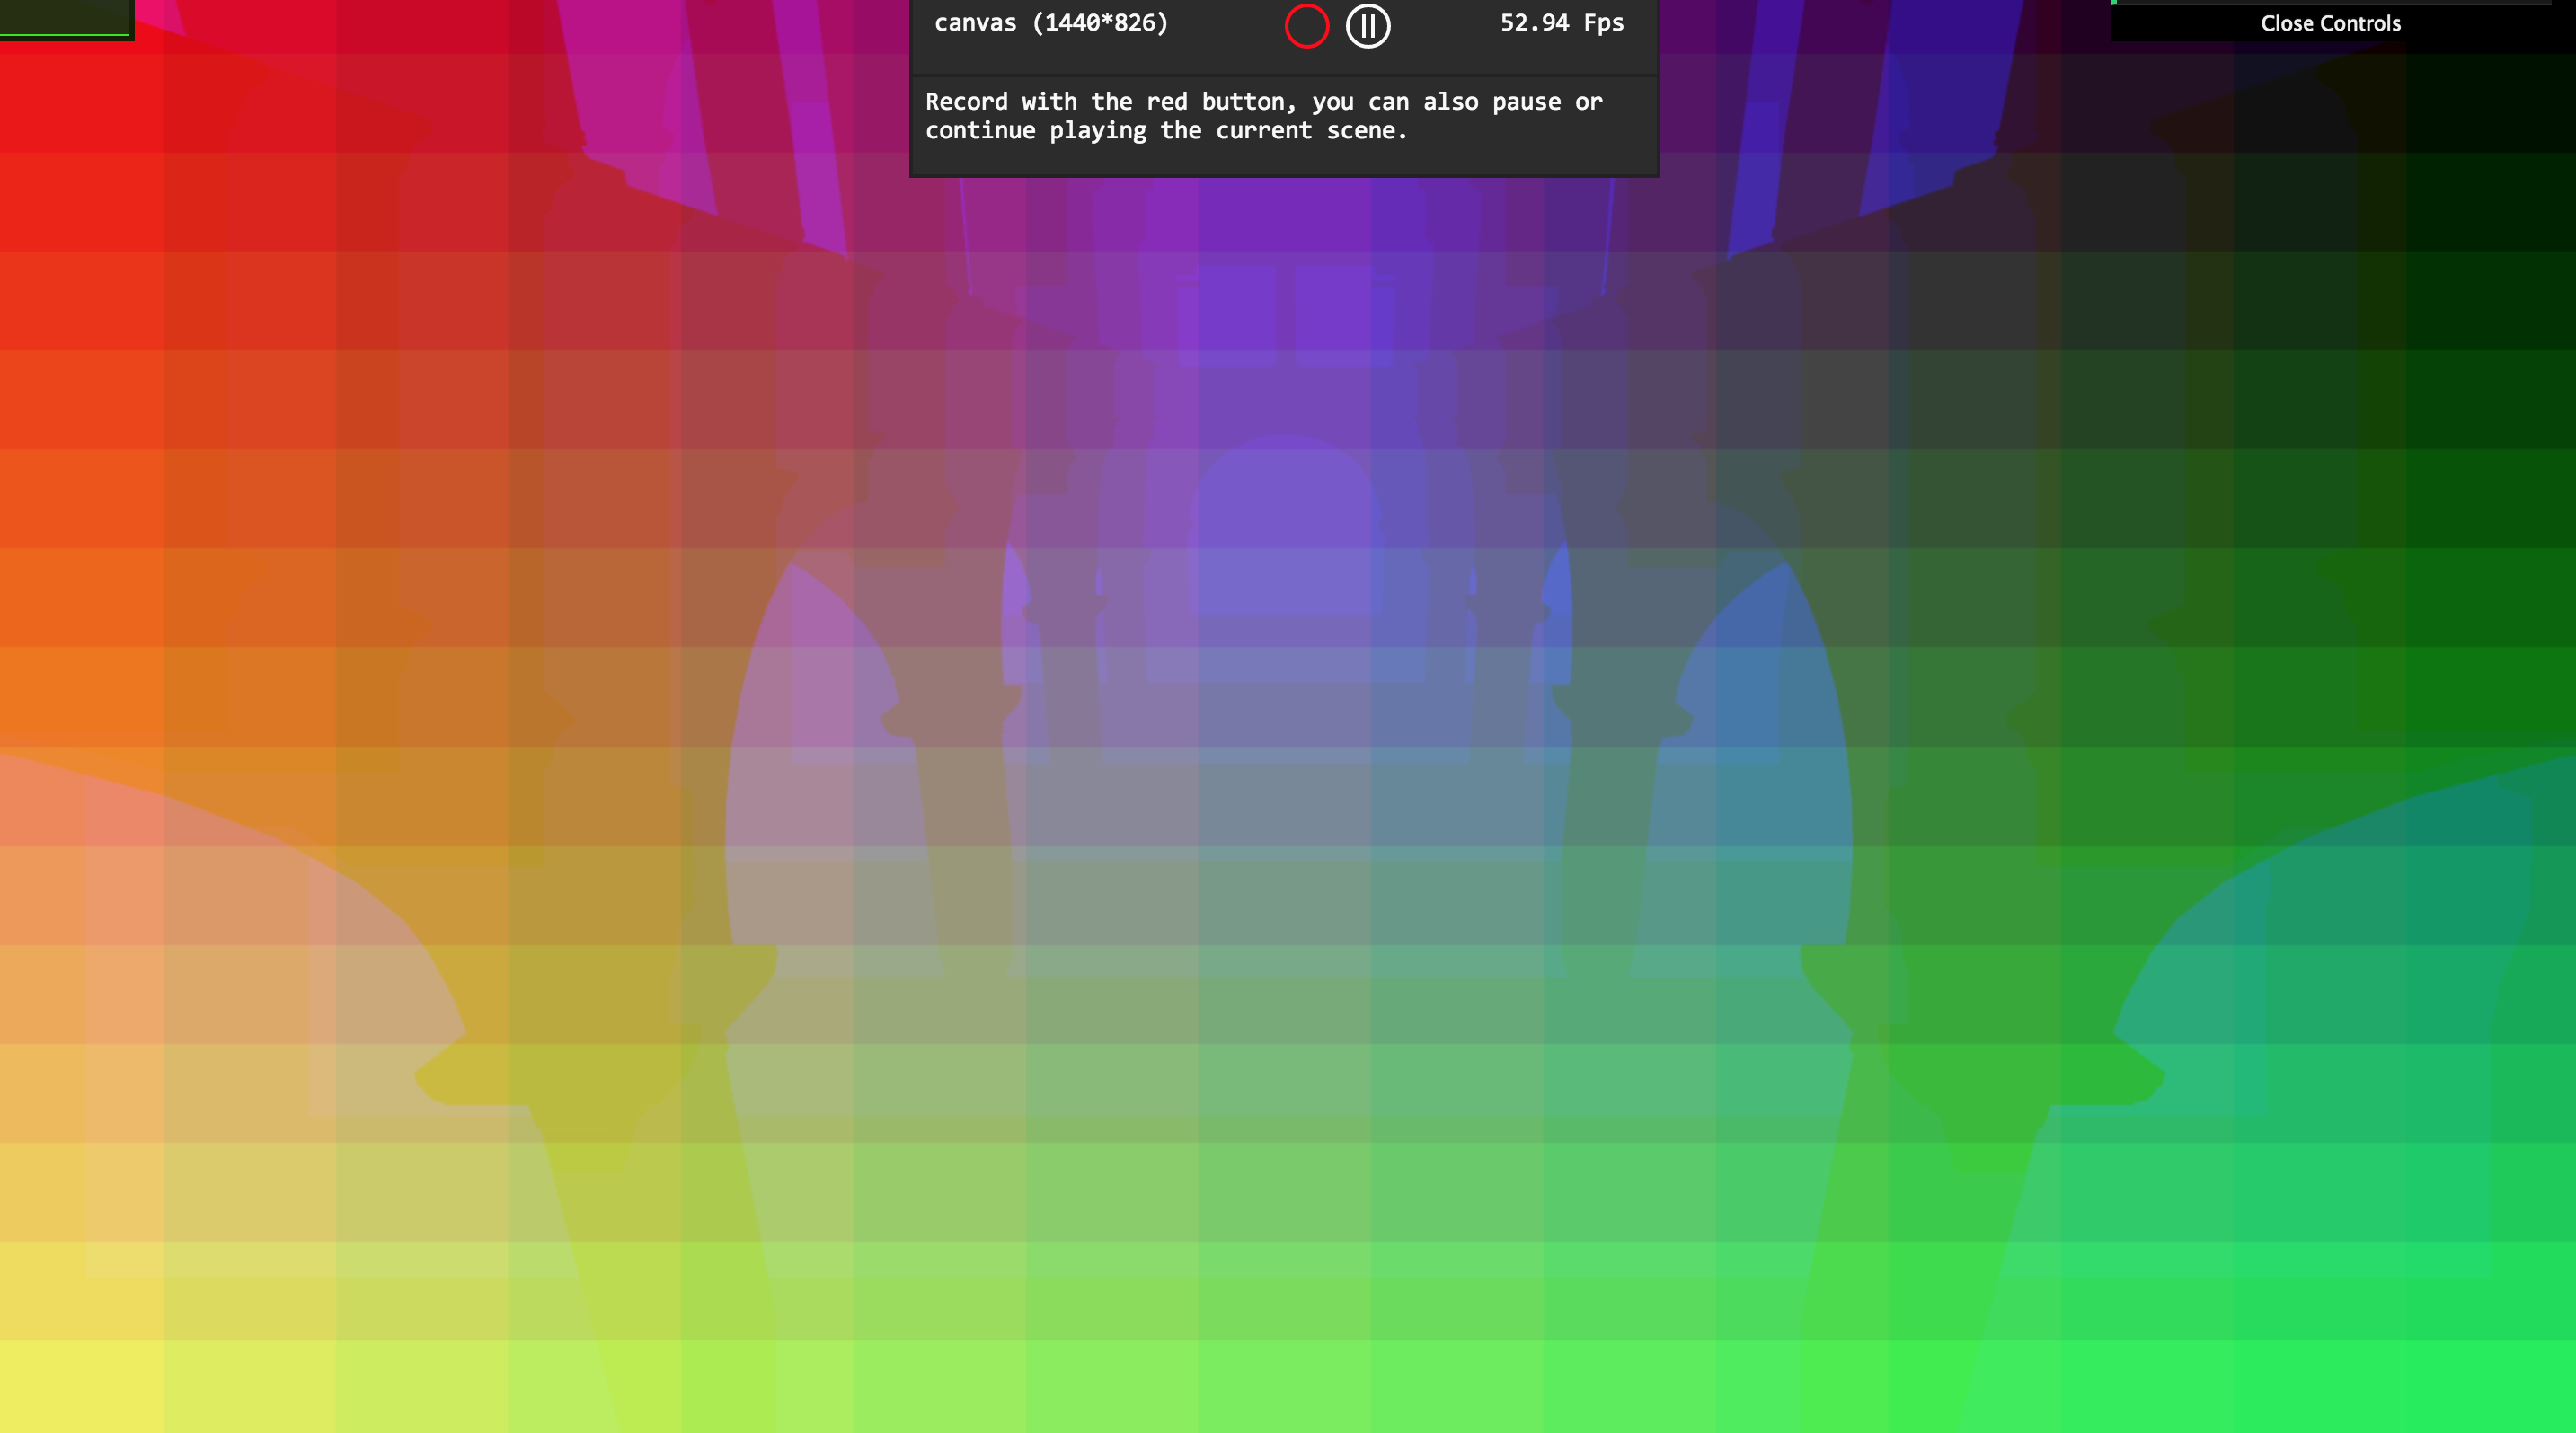 canvas (1440*826)
52.94 Fps
Close Controls
Record with the red button, you can also pause or
continue playing the current scene.